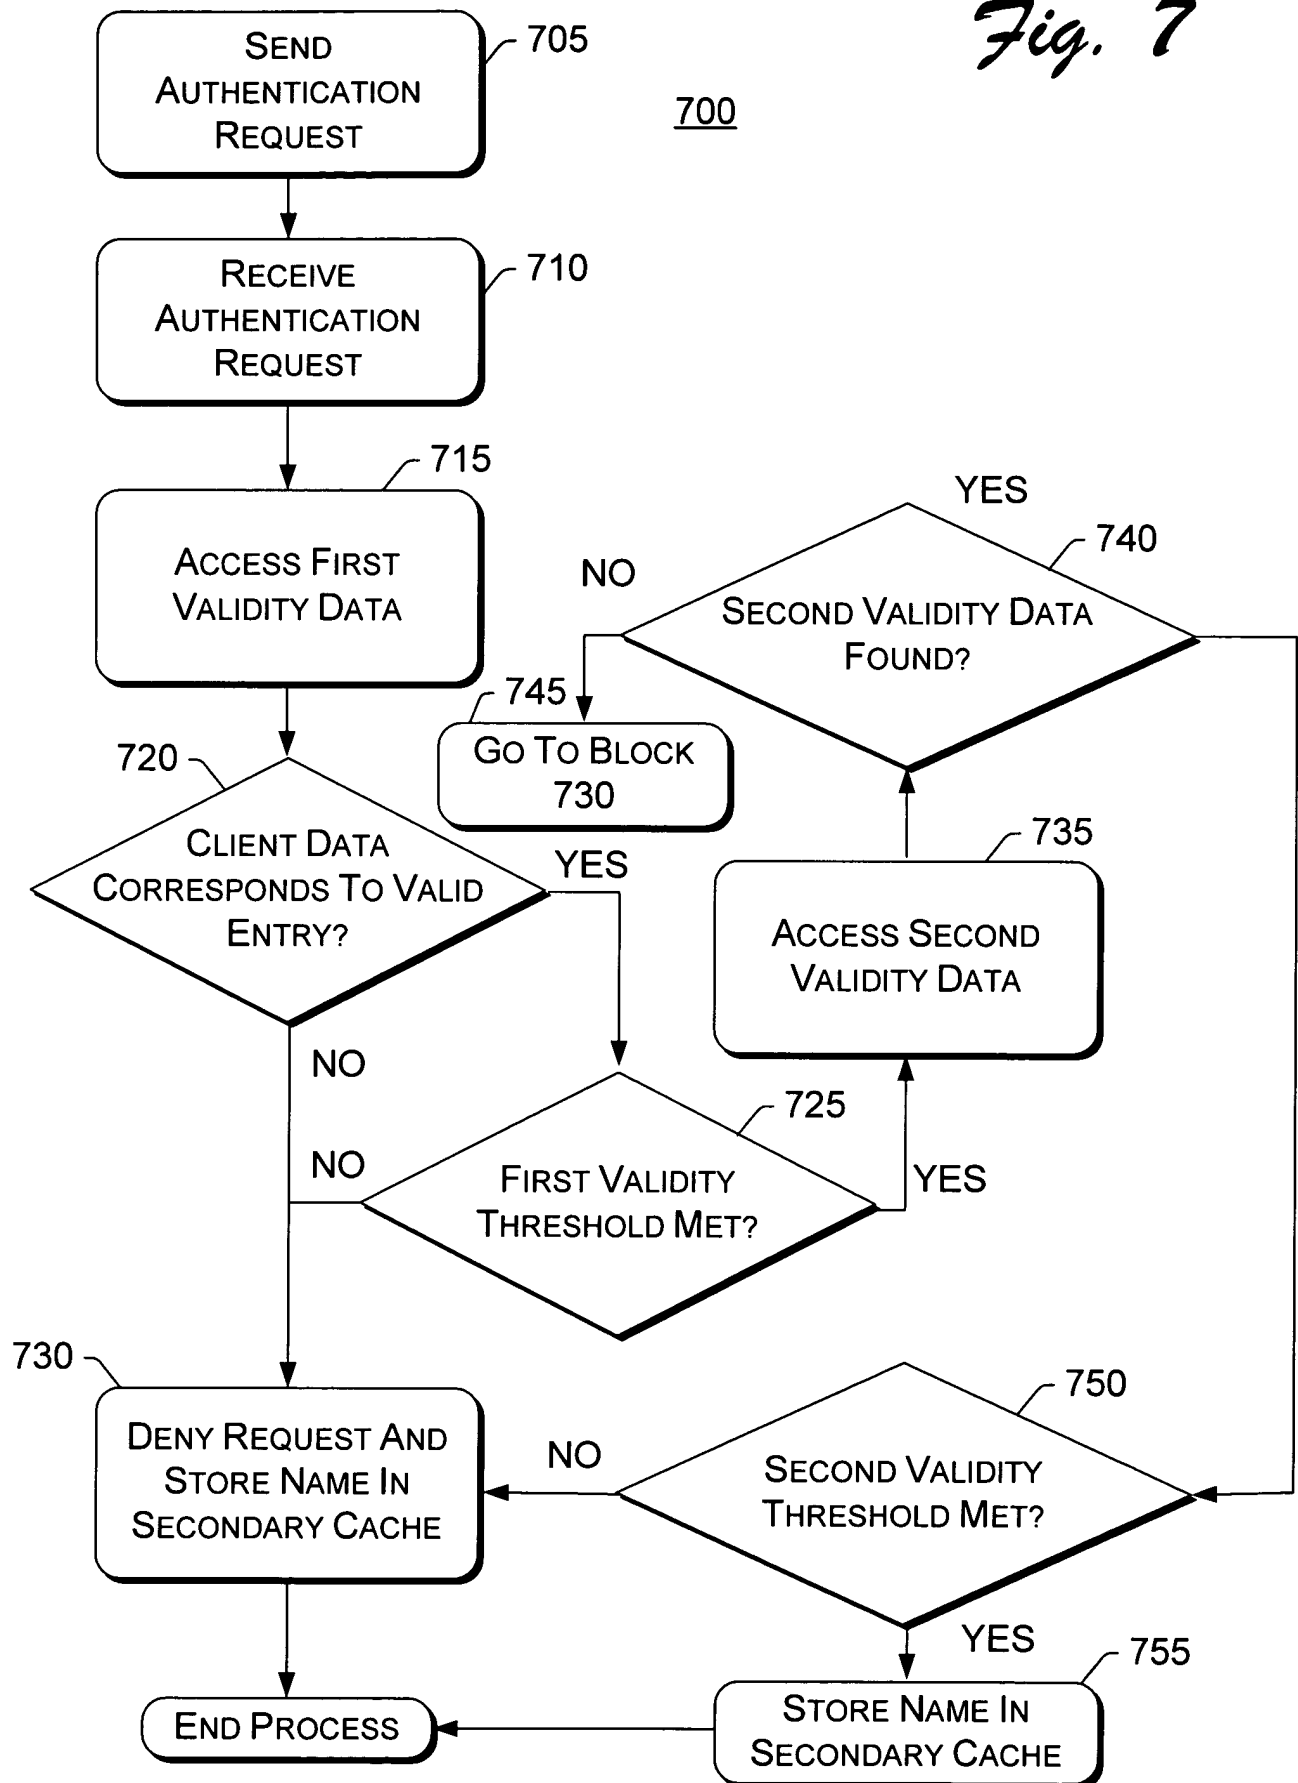 Fig. 7
700
705
SEND
AUTHENTICATION
REQUEST
710
RECEIVE
AUTHENTICATION
REQUEST
715
ACCESS FIRST
VALIDITY DATA
720
CLIENT DATA
CORRESPONDS TO VALID
ENTRY?
YES
NO
725
FIRST VALIDITY
THRESHOLD MET?
NO
YES
730
DENY REQUEST AND
STORE NAME IN
SECONDARY CACHE
735
ACCESS SECOND
VALIDITY DATA
740
SECOND VALIDITY DATA
FOUND?
YES
NO
745
GO TO BLOCK
730
750
SECOND VALIDITY
THRESHOLD MET?
NO
YES
755
STORE NAME IN
SECONDARY CACHE
END PROCESS